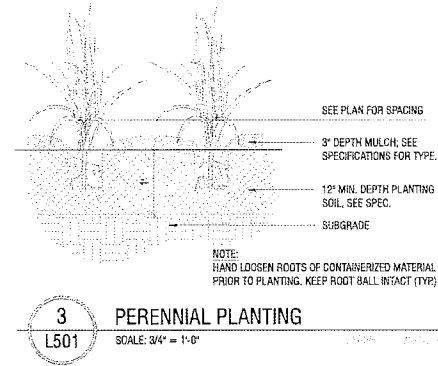 SEE PLAN FOR SPACING
3" DEPTH MULCH; SEE
SPECIFICATIONS FOR TYPE.
12" MIN. DEPTH PLANTING
SOIL, SEE SPEC.
SUBGRADE
NOTE:
HAND LOOSEN ROOTS OF CONTAINERIZED MATERIAL
PRIOR TO PLANTING. KEEP ROOT BALL INTACT (TYP.)
3
L501
PERENNIAL PLANTING
SCALE: 3/4" = 1'-0"